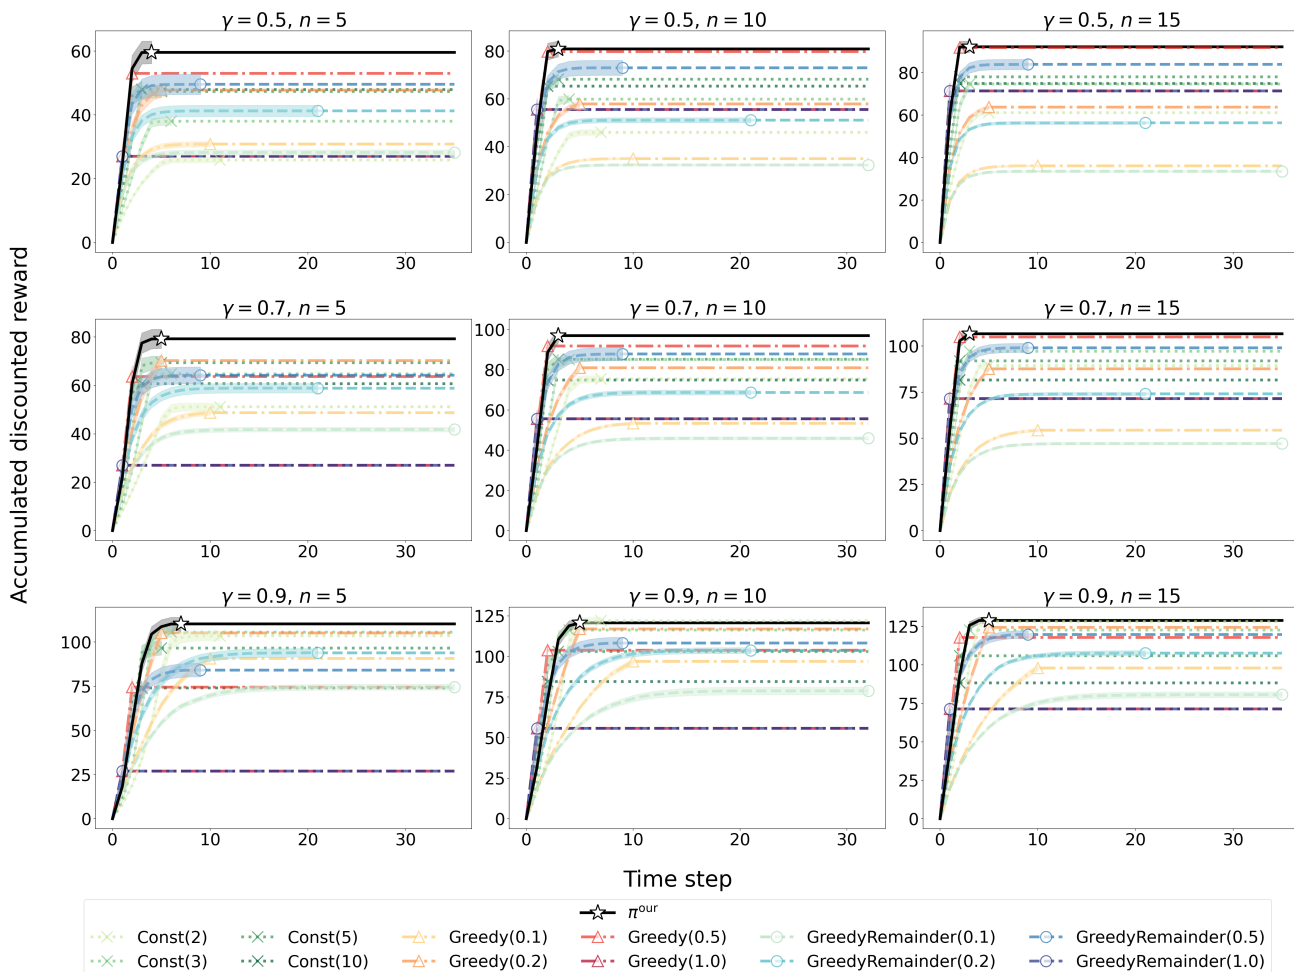 γ = 0.5, n = 5
γ = 0.5, n = 10
γ = 0.5, n = 15
60
40
20
0
0 10 20 30
80
60
40
20
0
0 10 20 30
80
60
40
20
0
0 10 20 30
Accumulated discounted reward
γ = 0.7, n = 5
γ = 0.7, n = 10
γ = 0.7, n = 15
80
60
40
20
0
0 10 20 30
100
80
60
40
20
0
0 10 20 30
100
75
50
25
0
0 10 20 30
γ = 0.9, n = 5
γ = 0.9, n = 10
γ = 0.9, n = 15
100
75
50
25
0
0 10 20 30
125
100
75
50
25
0
0 10 20 30
125
100
75
50
25
0
0 10 20 30
Time step
π^our
Const(2) Const(5) Greedy(0.1) Greedy(0.5) GreedyRemainder(0.1) GreedyRemainder(0.5)
Const(3) Const(10) Greedy(0.2) Greedy(1.0) GreedyRemainder(0.2) GreedyRemainder(1.0)